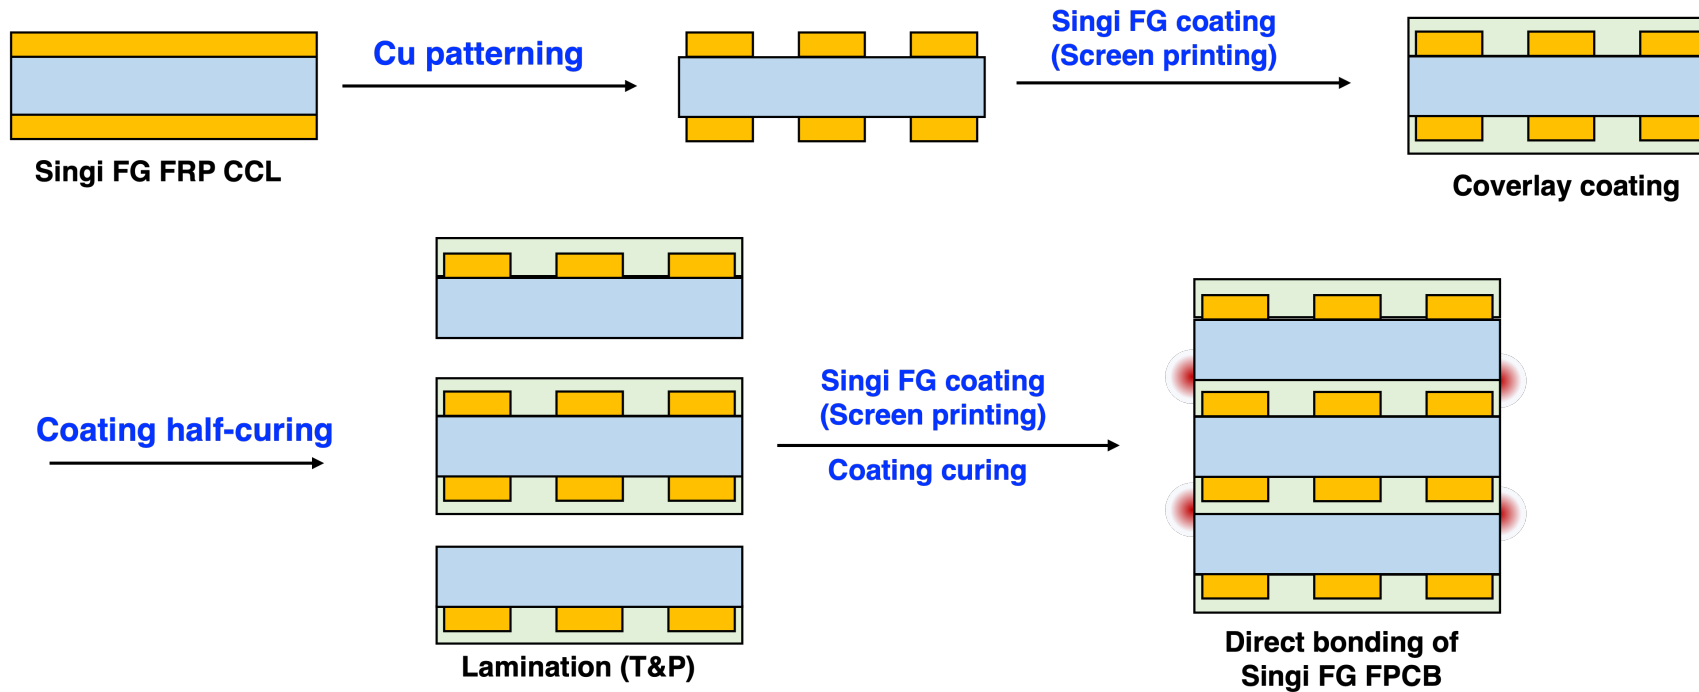 Cu patterning
Singi FG coating
(Screen printing)
Singi FG FRP CCL
Coverlay coating
Coating half-curing
Singi FG coating
(Screen printing)
Coating curing
Lamination (T&P)
Direct bonding of
Singi FG FPCB